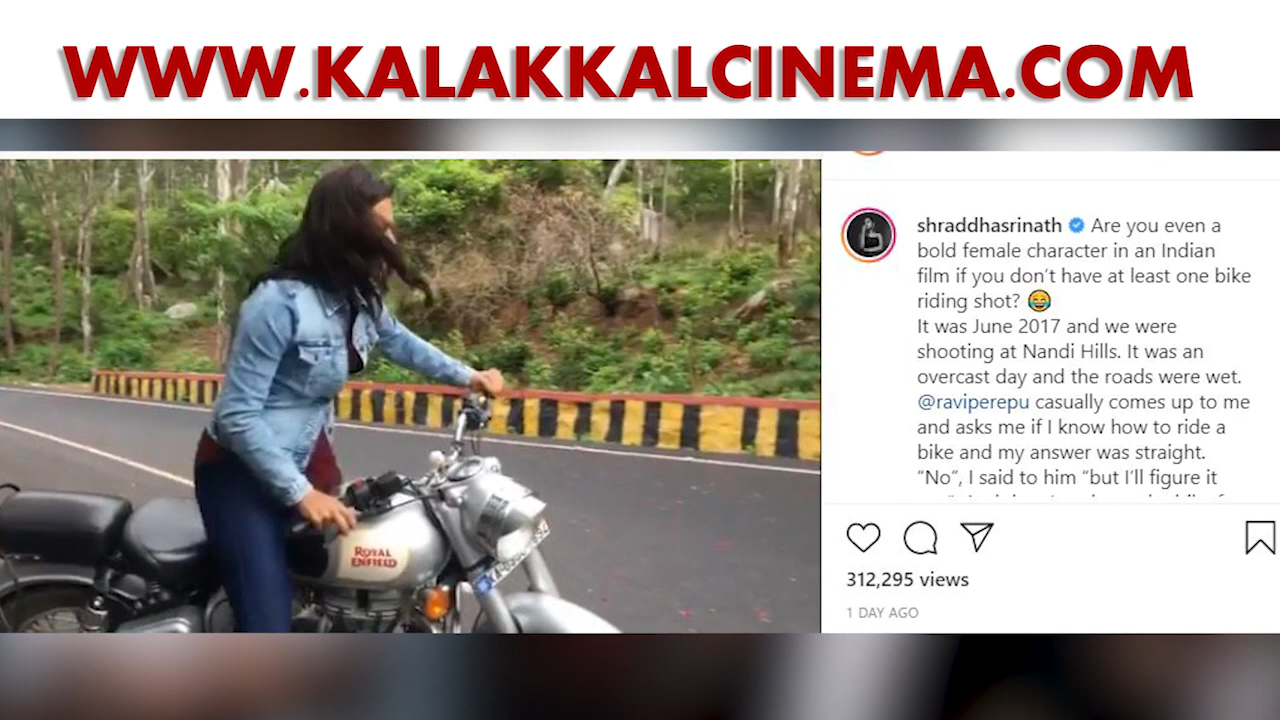 WWW.KALAKKALCINEMA.COM
shraddhasrinath Are you even a
bold female character in an Indian
film if you don't have at least one bike
riding shot? 😂
It was June 2017 and we were
shooting at Nandi Hills. It was an
overcast day and the roads were wet.
@raviperepu casually comes up to me
and asks me if I know how to ride a
bike and my answer was straight.
"No", I said to him "but I'll figure it
312,295 views
1 DAY AGO
ROYAL
ENFIELD